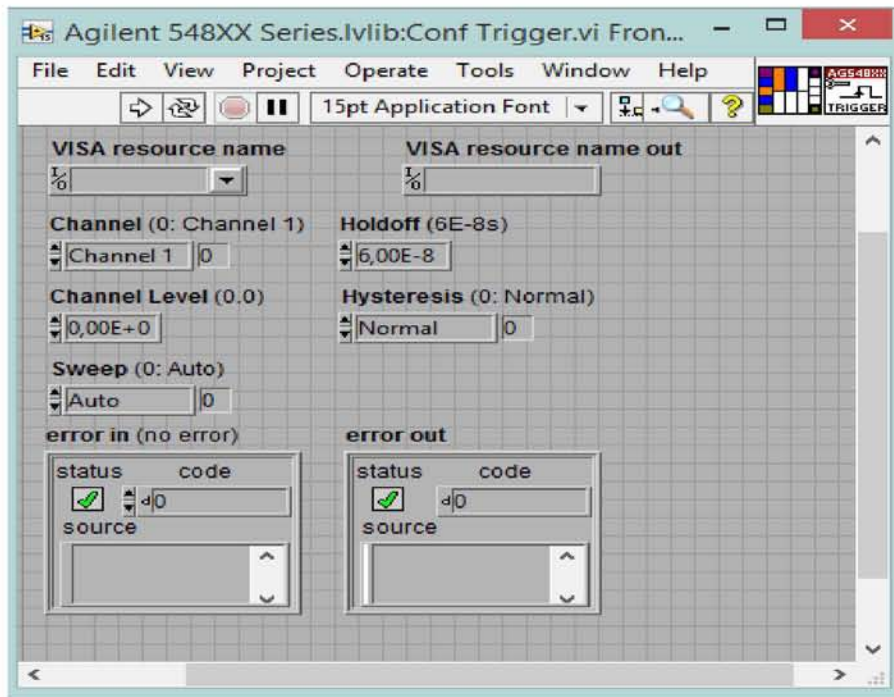 Agilent 548XX Series.lvlib:Conf Trigger.vi Fron...
File Edit View Project Operate Tools Window Help
15pt Application Font
AG548XX
TRIGGER
VISA resource name
VISA resource name out
Channel (0: Channel 1)
Holdoff (6E-8s)
Channel 1 0
6,00E-8
Channel Level (0.0)
Hysteresis (0: Normal)
0,00E+0
Normal 0
Sweep (0: Auto)
Auto 0
error in (no error)
error out
status code
status code
d 0
d 0
source
source